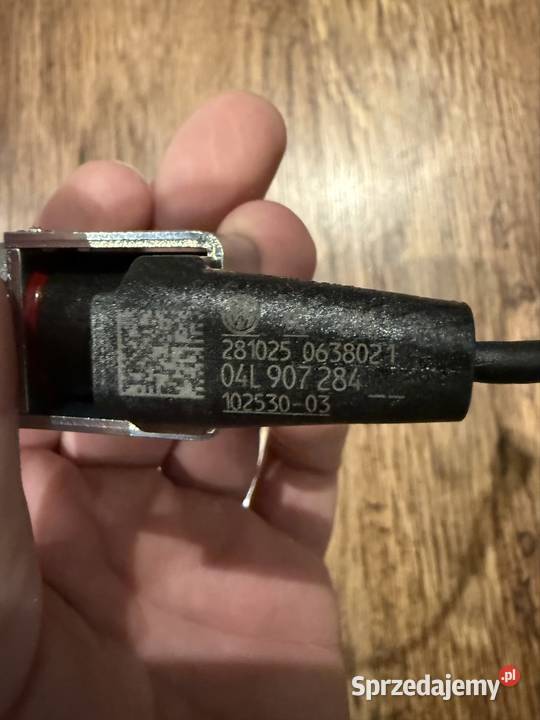 281025 0638021
04L 907 284 _ _
102530-03
Sprzedajemy.pl